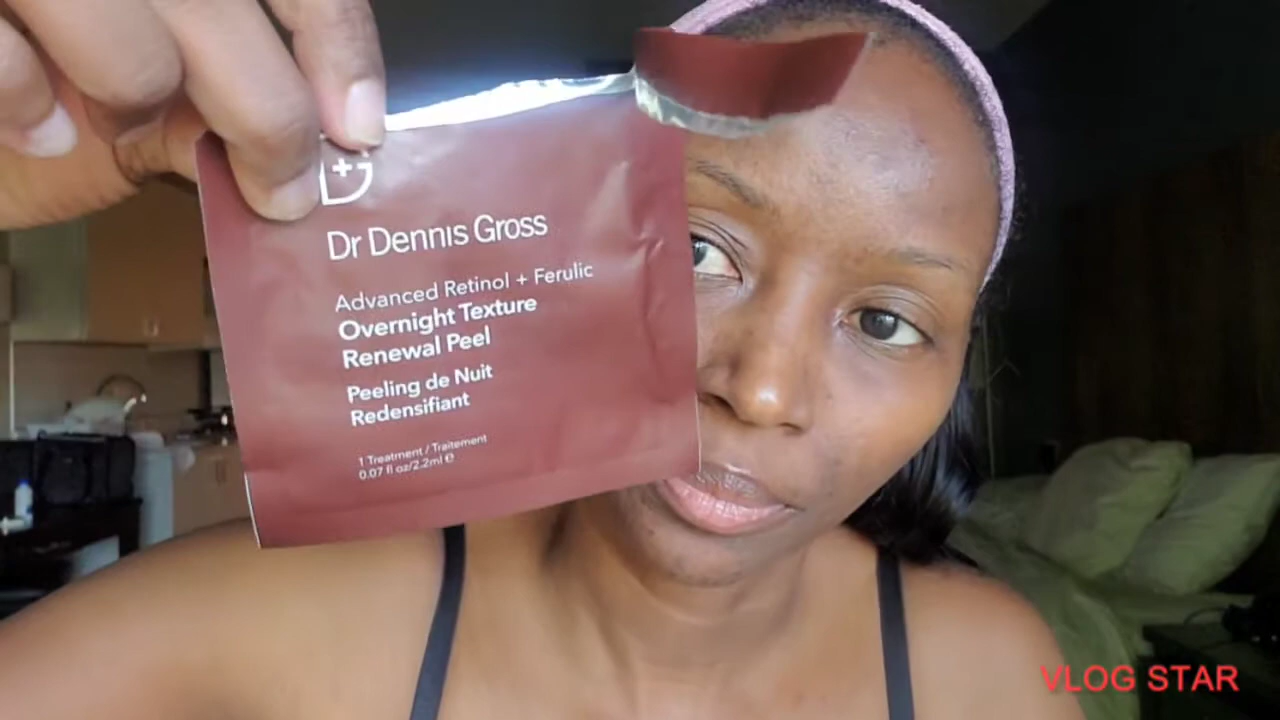 Dr Dennis Gross
Advanced Retinol + Ferulic
Overnight Texture
Renewal Peel
Peeling de Nuit
Redensifiant
1 Treatment / Traitement
0.07 fl oz/2.2ml ℮
VLOG STAR